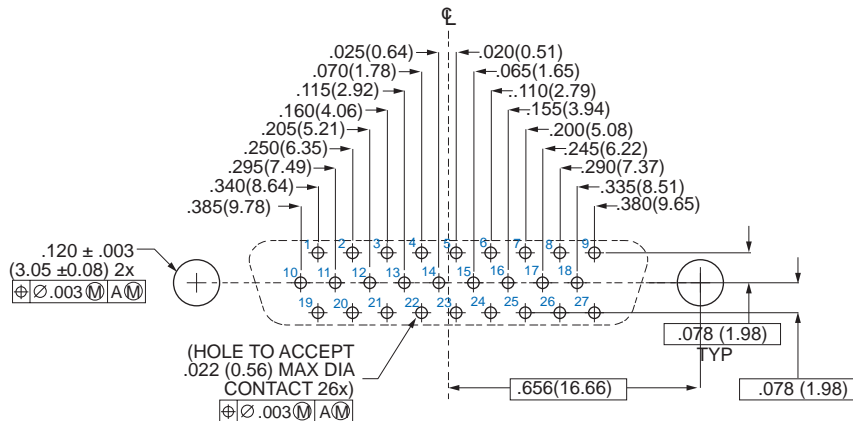 ℄
.025(0.64) .020(0.51)
.070(1.78) .065(1.65)
.115(2.92) .110(2.79)
.160(4.06) .155(3.94)
.205(5.21) .200(5.08)
.250(6.35) .245(6.22)
.295(7.49) .290(7.37)
.340(8.64) .335(8.51)
.385(9.78) .380(9.65)
1 2 3 4 5 6 7 8 9
.120 ± .003
(3.05 ±0.08) 2x
⌖ ∅.003 Ⓜ A Ⓜ
10 11 12 13 14 15 16 17 18
19 20 21 22 23 24 25 26 27
(HOLE TO ACCEPT
.022 (0.56) MAX DIA
CONTACT 26x)
⌖ ∅.003 Ⓜ A Ⓜ
.078 (1.98)
TYP
.656(16.66)
.078 (1.98)